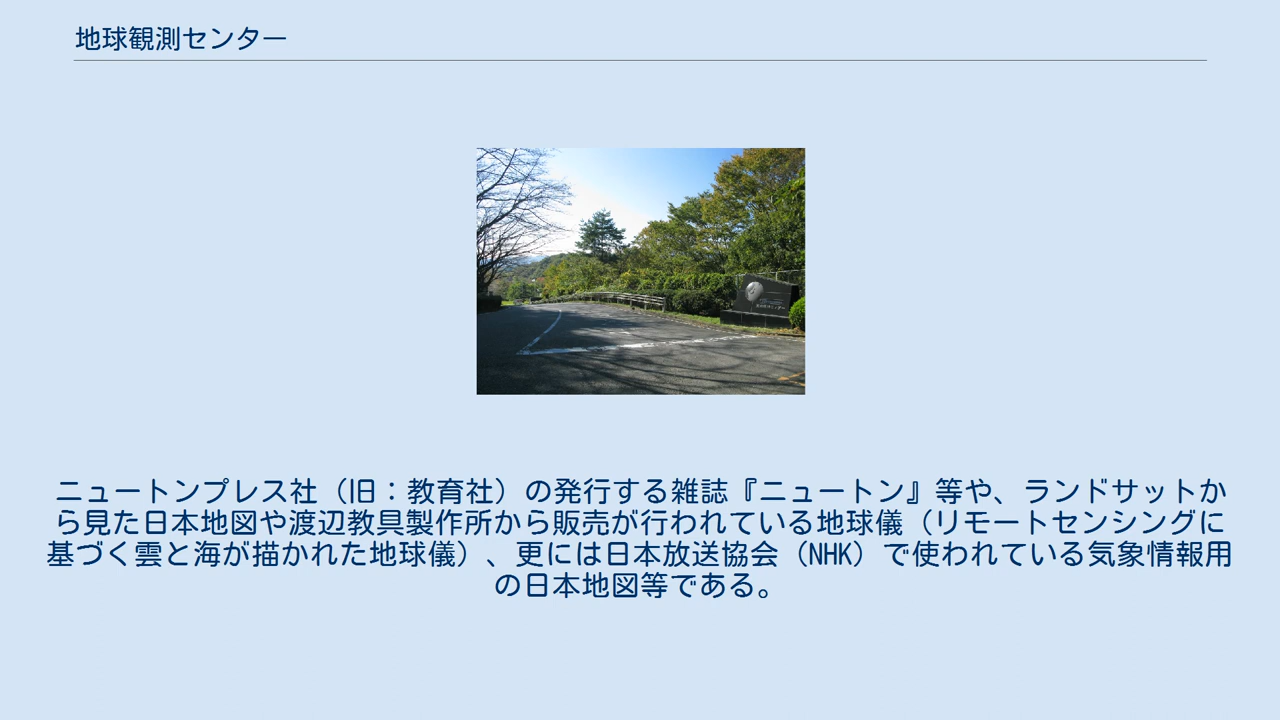 地球観測センター
ニュートンプレス社（旧：教育社）の発行する雑誌『ニュートン』等や、ランドサットか
ら見た日本地図や渡辺教具製作所から販売が行われている地球儀（リモートセンシングに
基づく雲と海が描かれた地球儀）、更には日本放送協会（NHK）で使われている気象情報用
の日本地図等である。